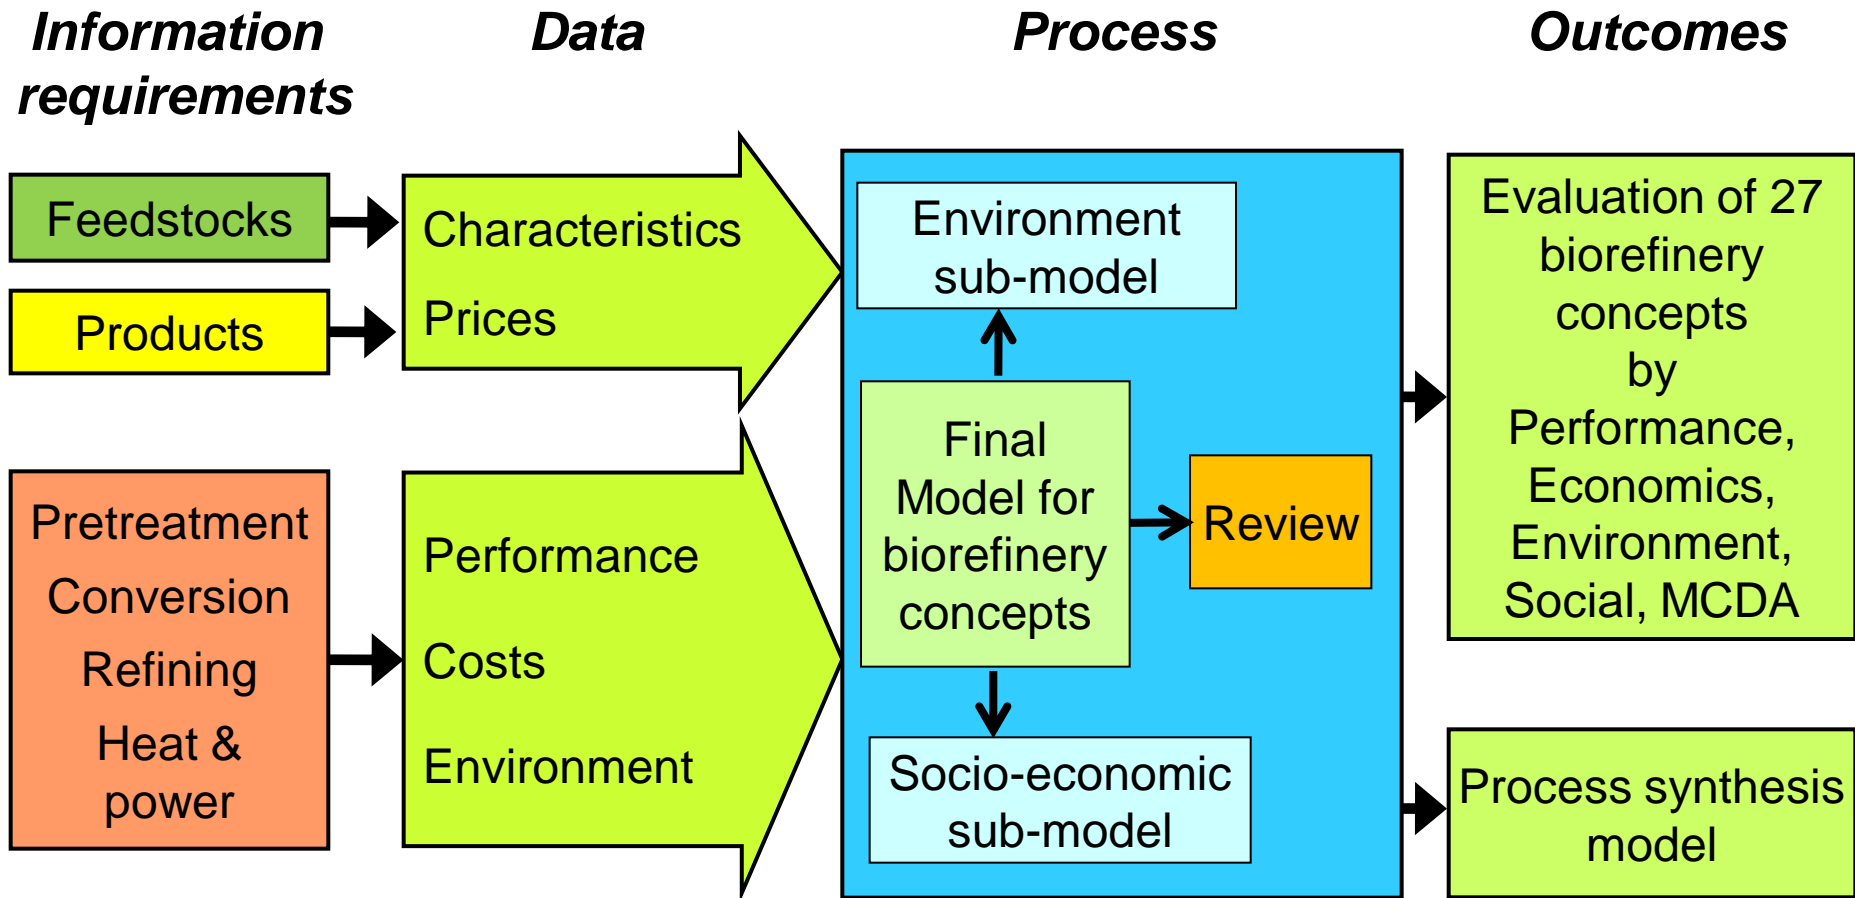 Information
requirements
Data
Process
Outcomes
Feedstocks
Products
Pretreatment
Conversion
Refining
Heat &
power
Characteristics
Prices
Performance
Costs
Environment
Environment
sub-model
Final
Model for
biorefinery
concepts
Review
Socio-economic
sub-model
Evaluation of 27
biorefinery
concepts
by
Performance,
Economics,
Environment,
Social, MCDA
Process synthesis
model